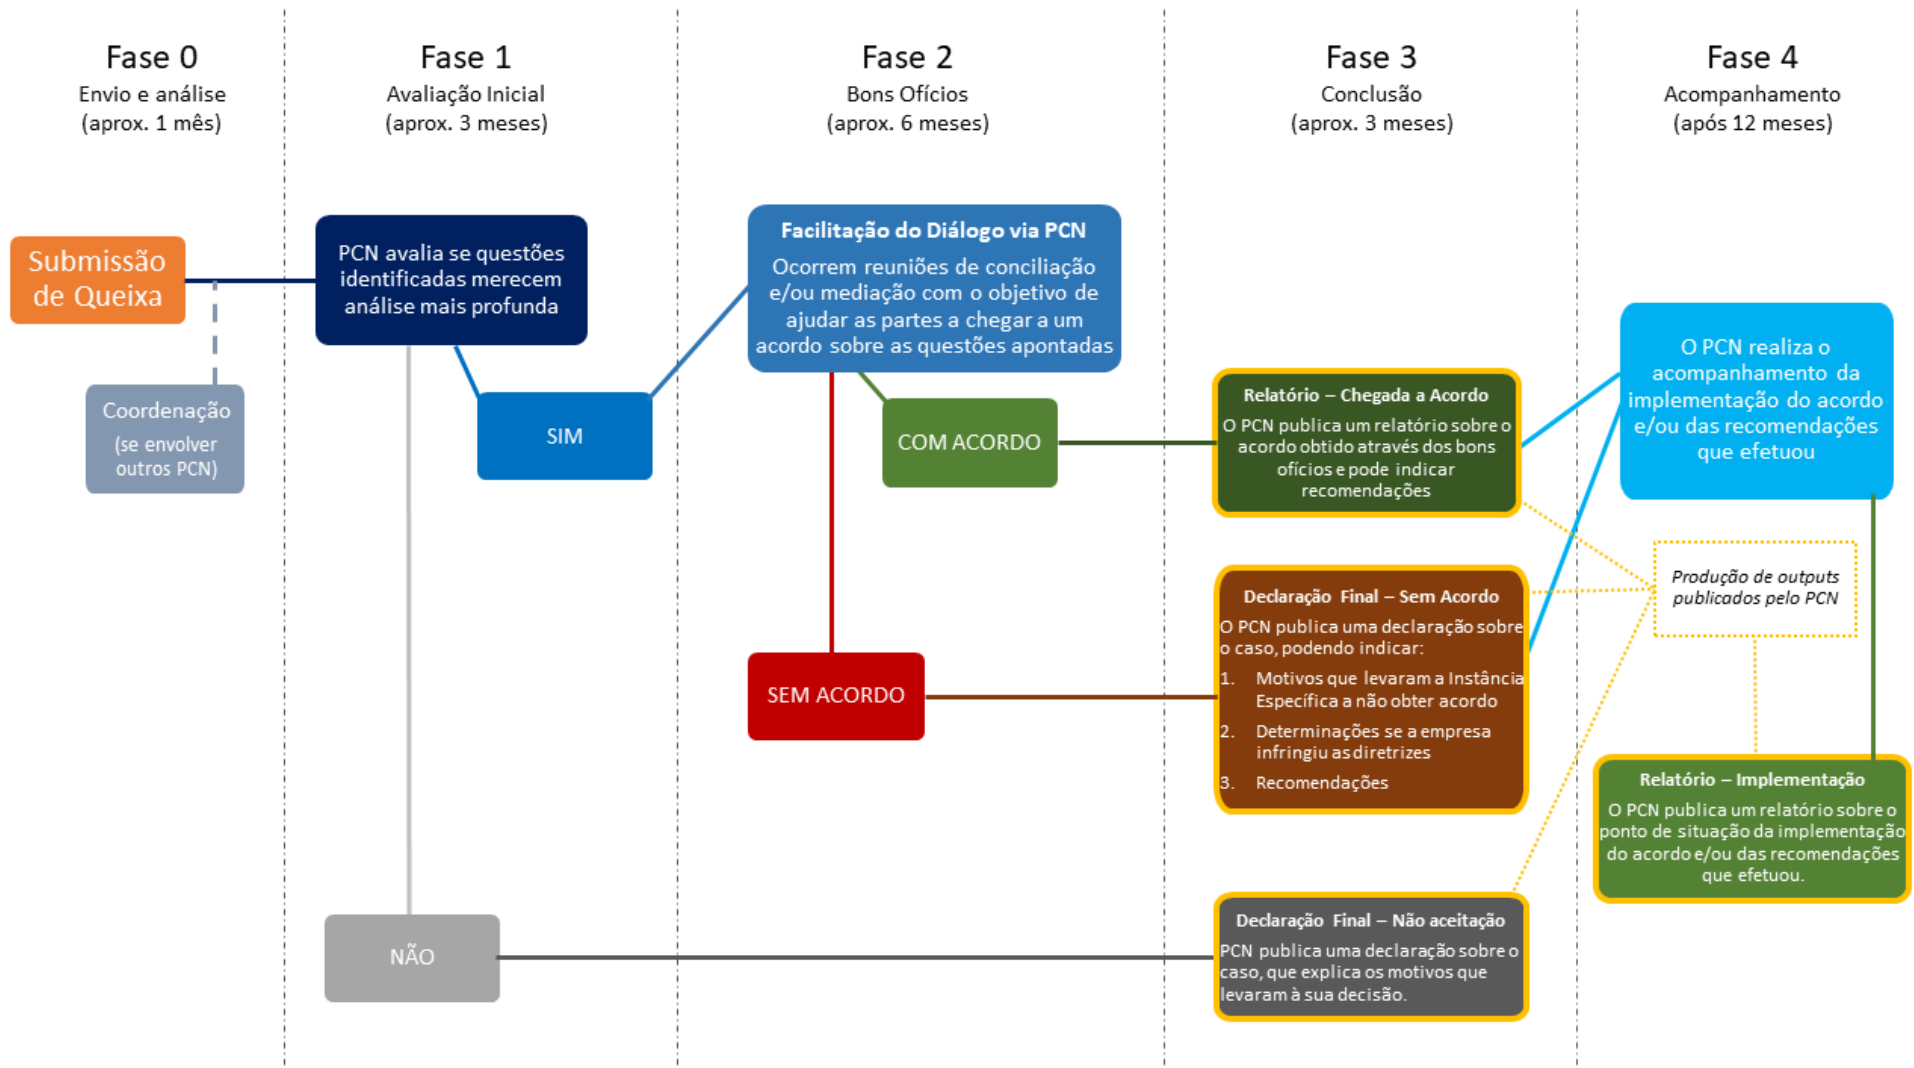 Fase 0
Envio e análise
(aprox. 1 mês)
Fase 1
Avaliação Inicial
(aprox. 3 meses)
Fase 2
Bons Ofícios
(aprox. 6 meses)
Fase 3
Conclusão
(aprox. 3 meses)
Fase 4
Acompanhamento
(após 12 meses)
Submissão
de Queixa
Coordenação
(se envolver
outros PCN)
PCN avalia se questões
identificadas merecem
análise mais profunda
SIM
NÃO
Facilitação do Diálogo via PCN
Ocorrem reuniões de conciliação
e/ou mediação com o objetivo de
ajudar as partes a chegar a um
acordo sobre as questões apontadas
COM ACORDO
SEM ACORDO
Relatório – Chegada a Acordo
O PCN publica um relatório sobre o
acordo obtido através dos bons
ofícios e pode indicar
recomendações
Declaração Final – Sem Acordo
O PCN publica uma declaração sobre
o caso, podendo indicar:
1. Motivos que levaram a Instância
Específica a não obter acordo
2. Determinações se a empresa
infringiu as diretrizes
3. Recomendações
Declaração Final – Não aceitação
PCN publica uma declaração sobre o
caso, que explica os motivos que
levaram à sua decisão.
O PCN realiza o
acompanhamento da
implementação do acordo
e/ou das recomendações
que efetuou
Produção de outputs
publicados pelo PCN
Relatório – Implementação
O PCN publica um relatório sobre o
ponto de situação da implementação
do acordo e/ou das recomendações
que efetuou.